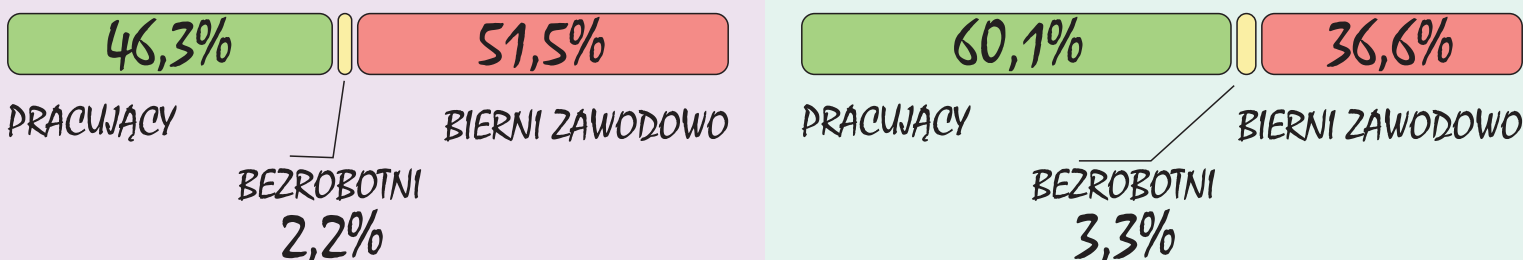 46,3% 51,5%
PRACUJĄCY BIERNI ZAWODOWO
BEZROBOTNI
2,2%
60,1% 36,6%
PRACUJĄCY BIERNI ZAWODOWO
BEZROBOTNI
3,3%